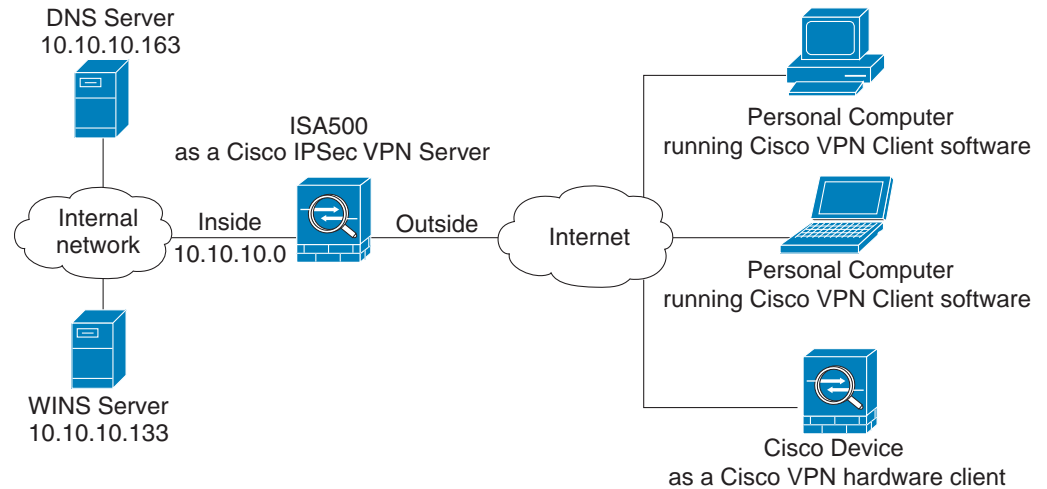 DNS Server
10.10.10.163
ISA500
as a Cisco IPSec VPN Server
Internal
network
Inside
10.10.10.0
Outside
Internet
WINS Server
10.10.10.133
Personal Computer
running Cisco VPN Client software
Personal Computer
running Cisco VPN Client software
Cisco Device
as a Cisco VPN hardware client